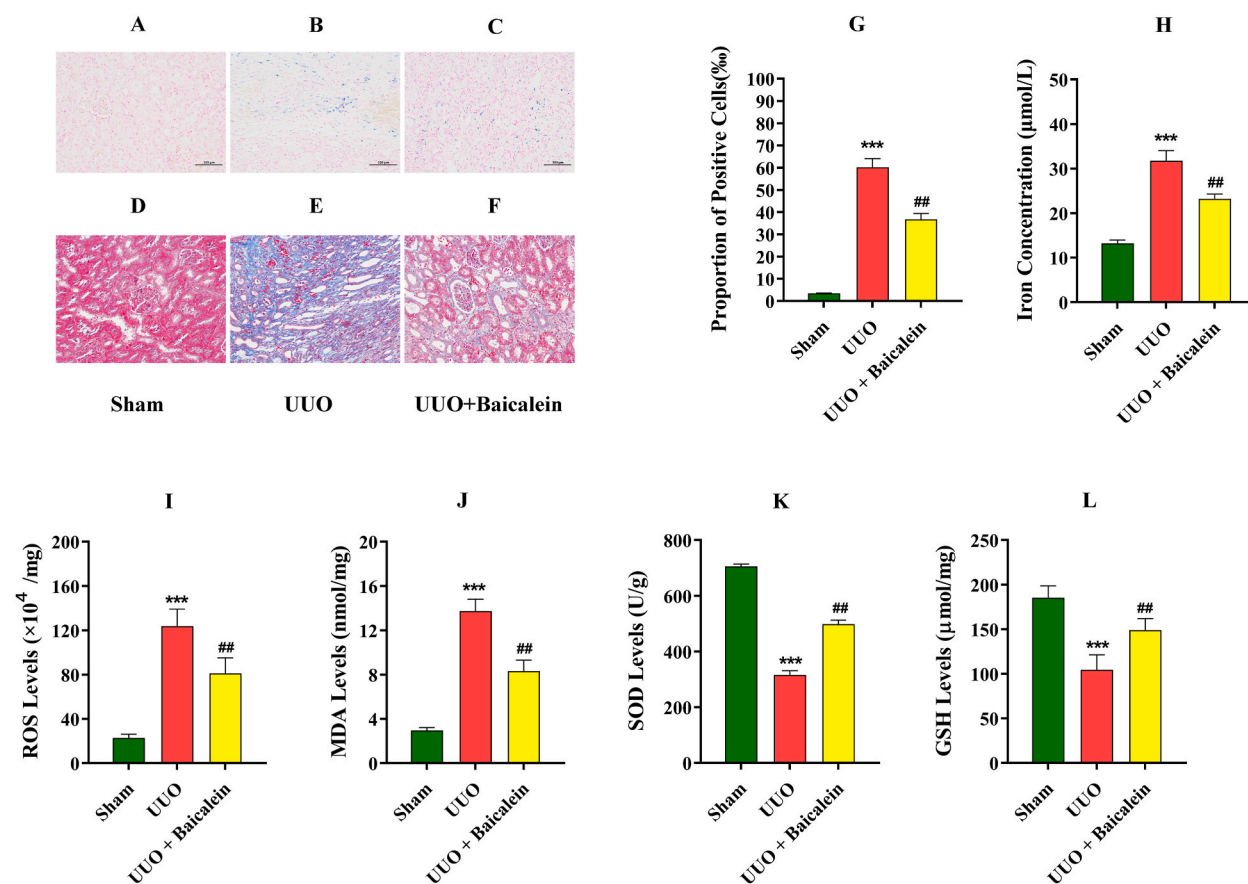 A
B
C
D
E
F
Sham
UUO
UUO+Baicalein
G
Proportion of Positive Cells(‰)
100
90
80
70
60
50
40
30
20
10
0
***
##
Sham
UUO
UUO + Baicalein
H
Iron Concentration (μmol/L)
50
40
30
20
10
0
***
##
Sham
UUO
UUO + Baicalein
I
ROS Levels (×10⁴ /mg)
200
160
120
80
40
0
***
##
Sham
UUO
UUO + Baicalein
J
MDA Levels (nmol/mg)
20
16
12
8
4
0
***
##
Sham
UUO
UUO + Baicalein
K
SOD Levels (U/g)
800
600
400
200
0
***
##
Sham
UUO
UUO + Baicalein
L
GSH Levels (μmol/mg)
250
200
150
100
50
0
***
##
Sham
UUO
UUO + Baicalein